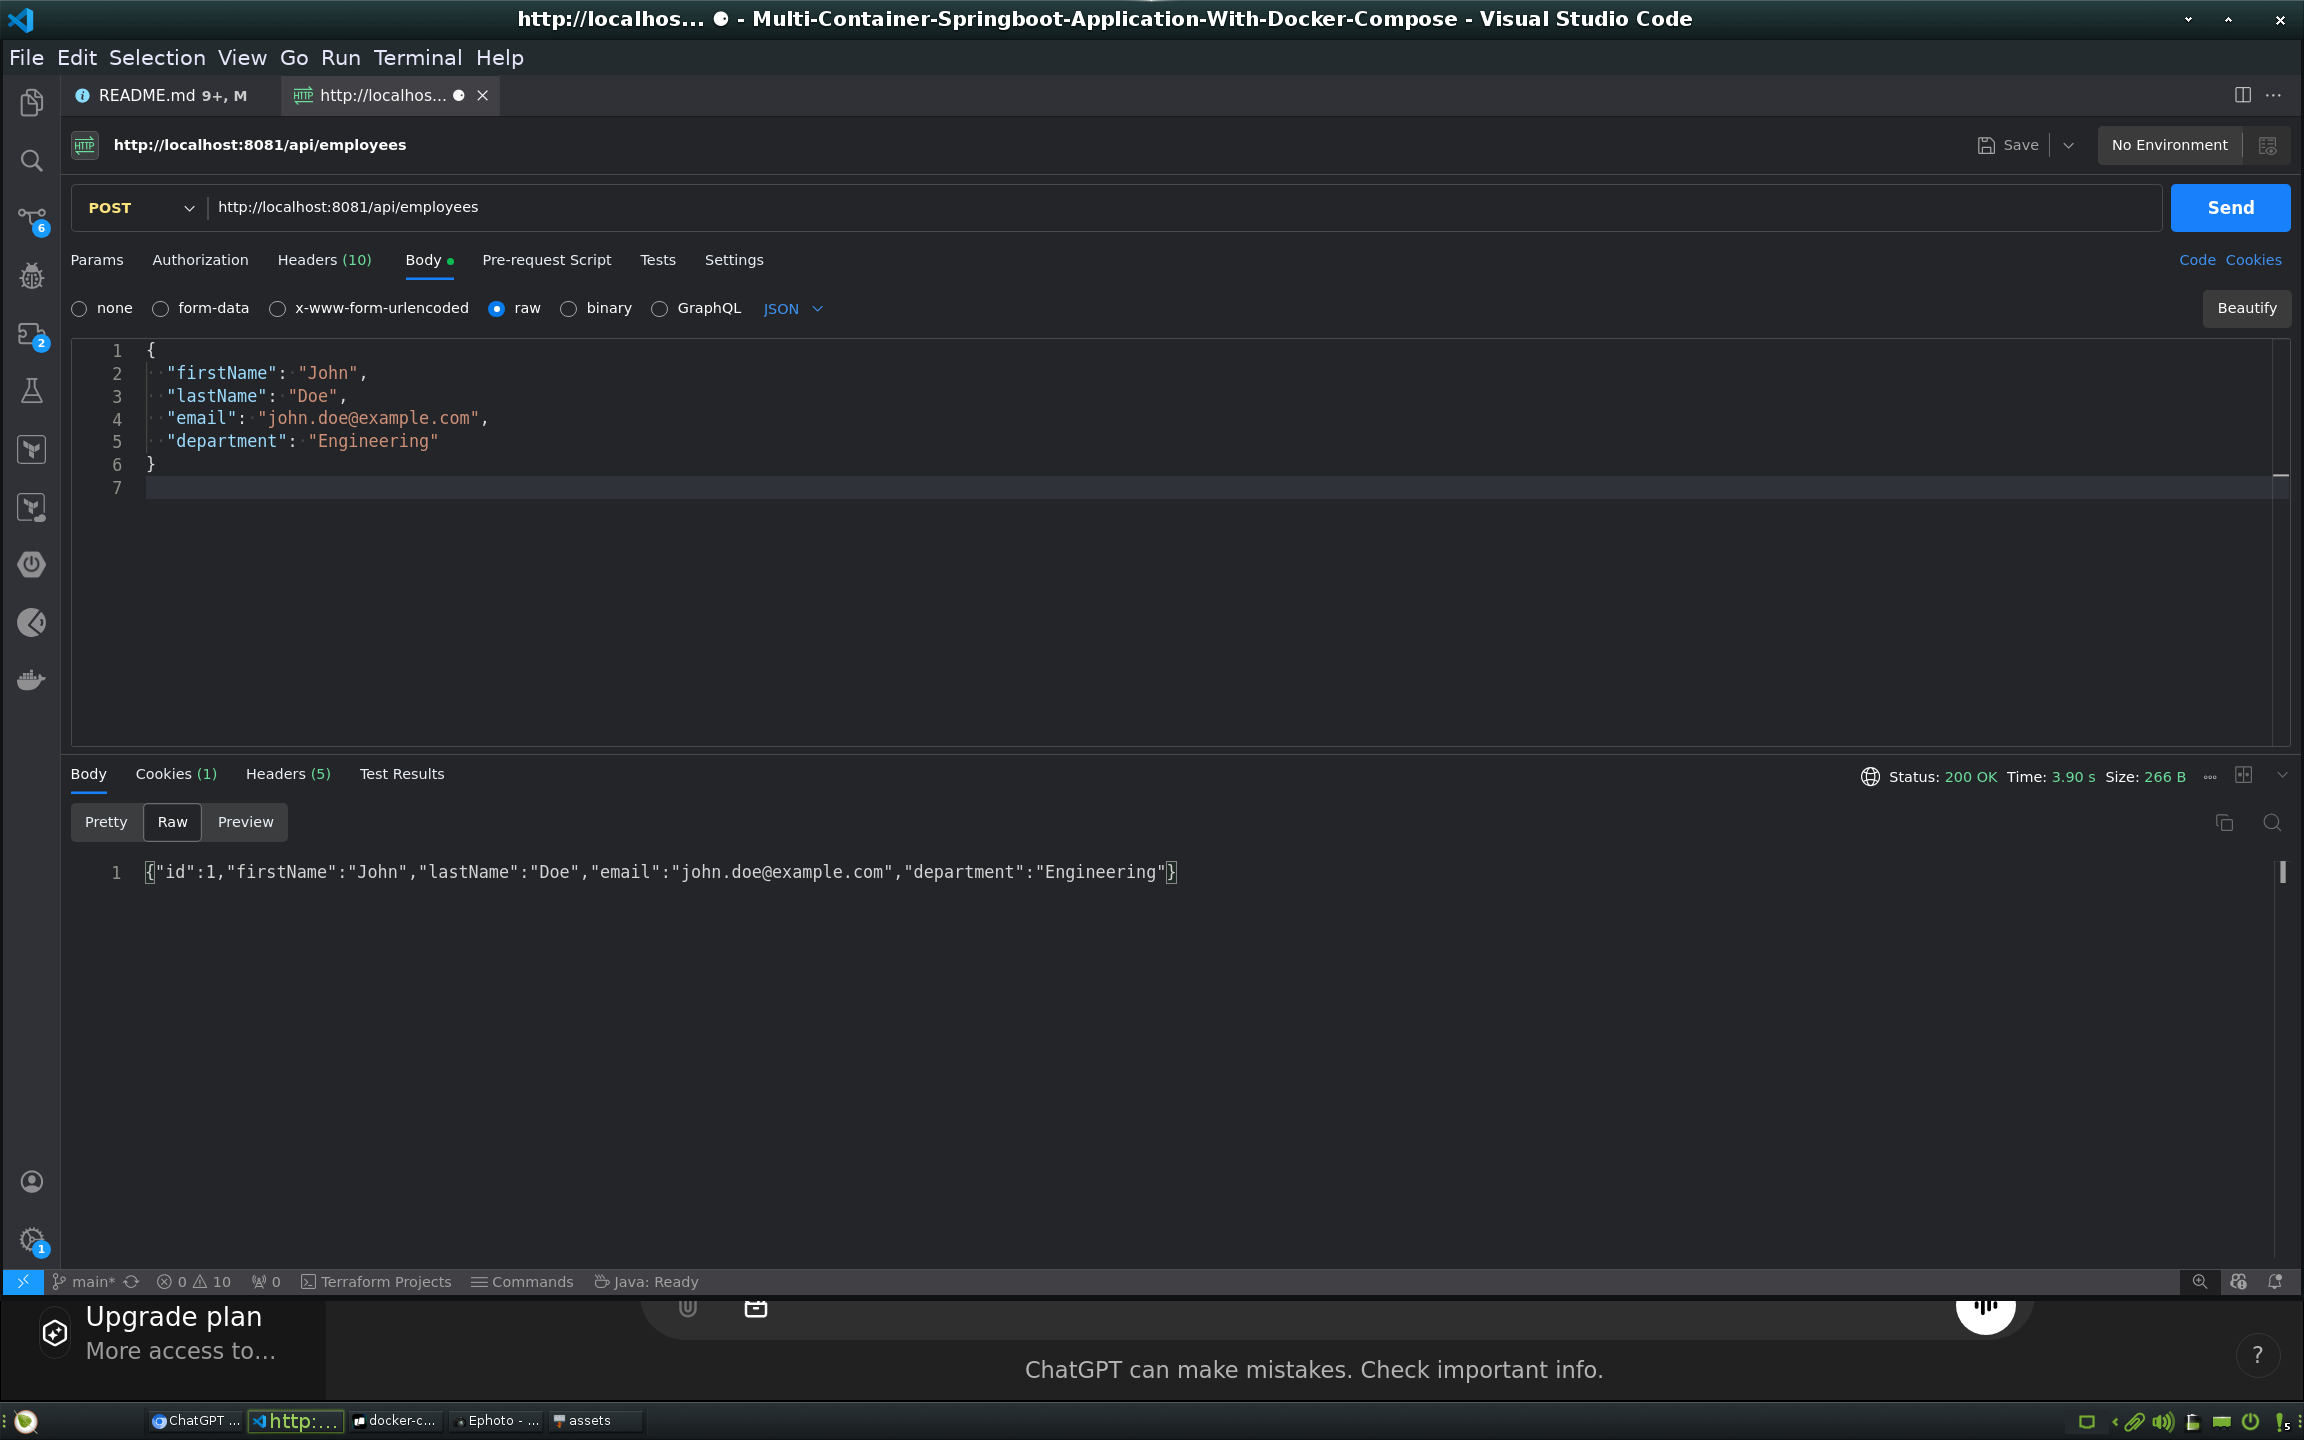 http://localhos... ● - Multi-Container-Springboot-Application-With-Docker-Compose - Visual Studio Code
File Edit Selection View Go Run Terminal Help
README.md 9+, M
HTTP http://localhos... ●
HTTP http://localhost:8081/api/employees
Save
No Environment
POST http://localhost:8081/api/employees
Send
Params Authorization Headers (10) Body Pre-request Script Tests Settings
Code Cookies
none form-data x-www-form-urlencoded raw binary GraphQL JSON
Beautify
1 {
2 "firstName": "John",
3 "lastName": "Doe",
4 "email": "john.doe@example.com",
5 "department": "Engineering"
6 }
7
6
2
Body Cookies (1) Headers (5) Test Results
Status: 200 OK Time: 3.90 s Size: 266 B
Pretty Raw Preview
1 {"id":1,"firstName":"John","lastName":"Doe","email":"john.doe@example.com","department":"Engineering"}
1
main* 0 10 0 Terraform Projects Commands Java: Ready
Upgrade plan
More access to...
ChatGPT can make mistakes. Check important info.
?
ChatGPT ... http:... docker-c... Ephoto - ... assets
5